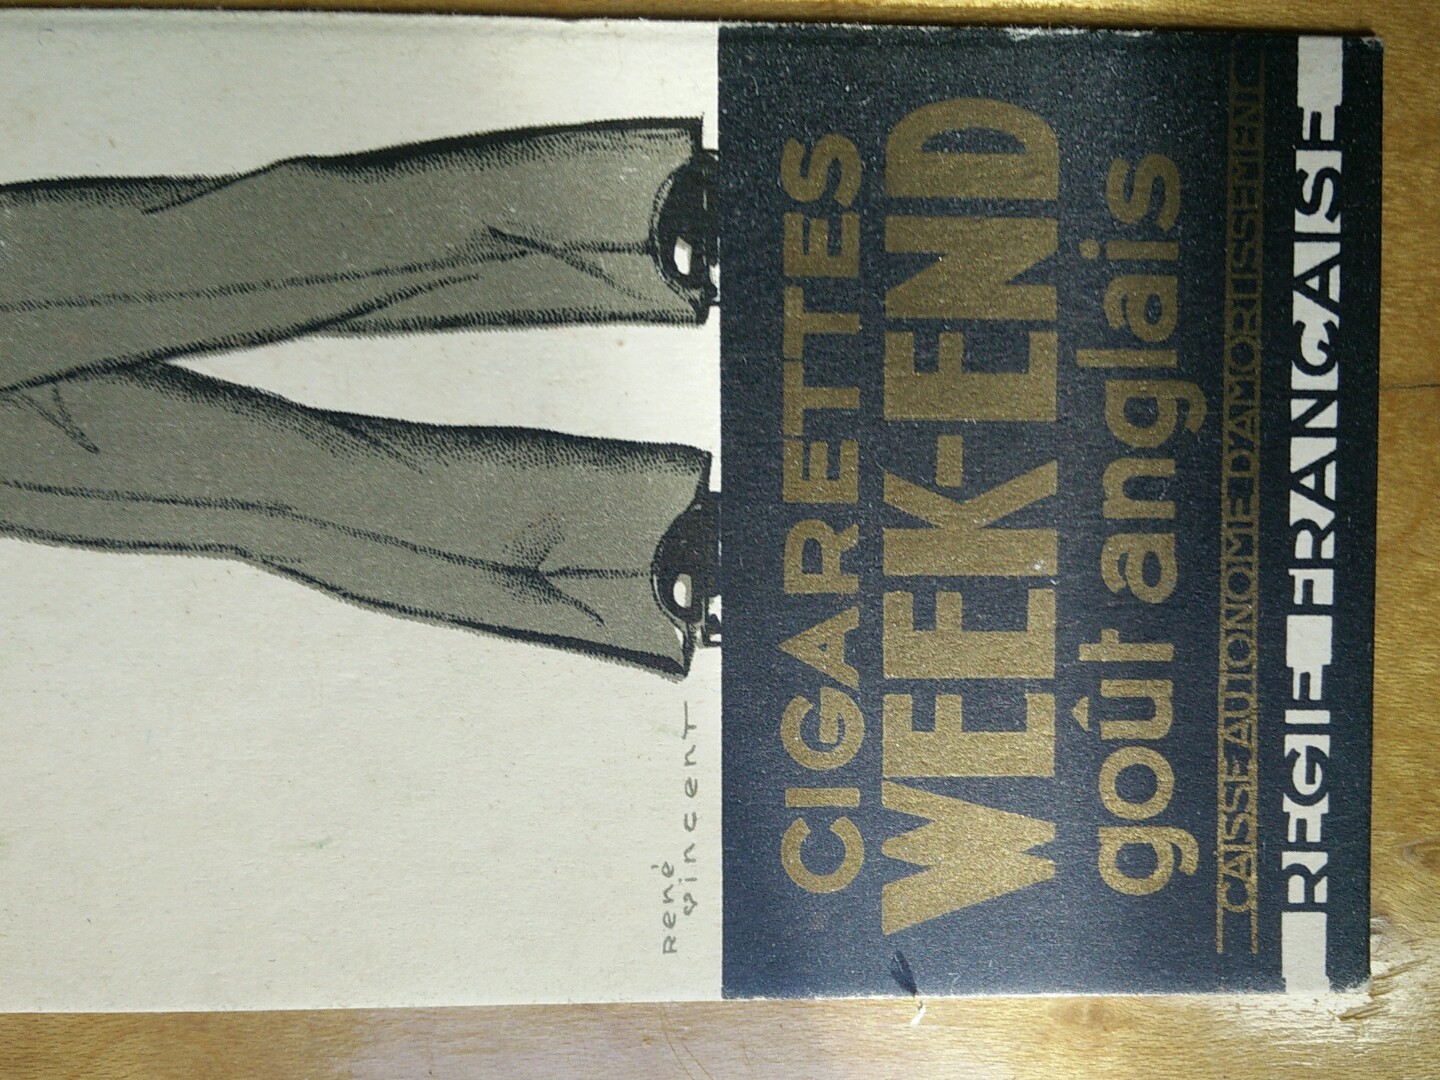 René
Vincent
CIGARETTES
WEEK-END
goût anglais
CAISSE AUTONOME D'AMORTISSEMENT
REGIE FRANÇAISE